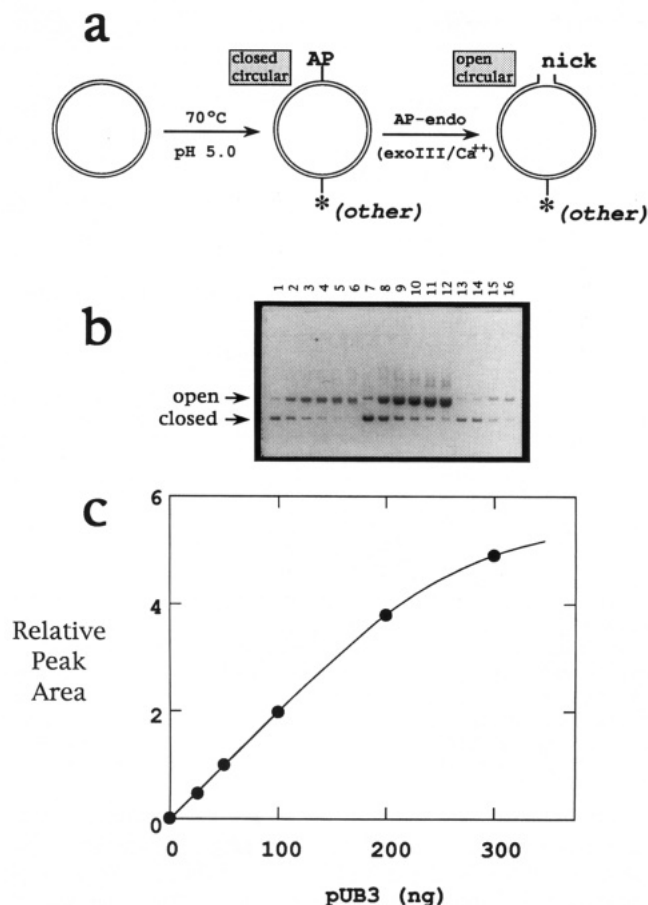 a
closed circular
AP
open circular
nick
70°C
pH 5.0
AP-endo
(exoIII/Ca++)
* (other)
* (other)
b
1 2 3 4 5 6 7 8 9 10 11 12 13 14 15 16
open
closed
c
6
4
2
0
Relative
Peak
Area
0 100 200 300
pUB3 (ng)